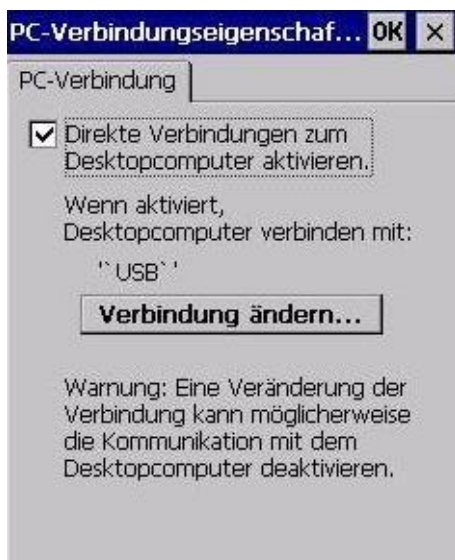 PC-Verbindungseigenschaf... OK ×
PC-Verbindung
Direkte Verbindungen zum
Desktopcomputer aktivieren.
Wenn aktiviert,
Desktopcomputer verbinden mit:
'`USB`'
Verbindung ändern...
Warnung: Eine Veränderung der
Verbindung kann möglicherweise
die Kommunikation mit dem
Desktopcomputer deaktivieren.